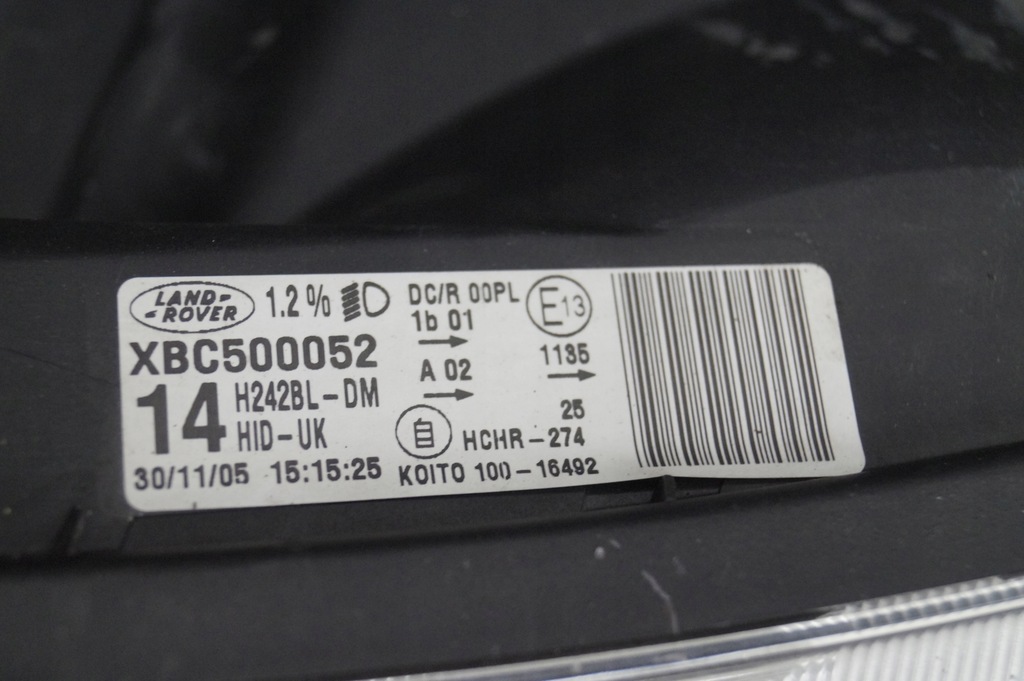 LAND-
-ROVER
1.2%
XBC500052
14
H242BL-DM
HID-UK
30/11/05 15:15:25
DC/R 00PL
1b 01
A 02
E13
1135
25
HCHR-274
KOITO 100-16492